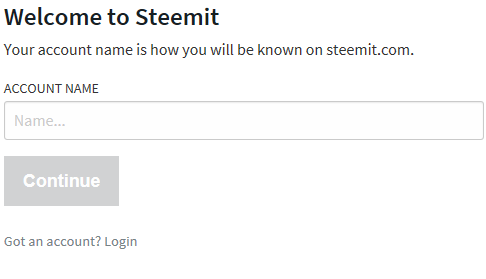 Welcome to Steemit
Your account name is how you will be known on steemit.com.
ACCOUNT NAME
Name...
Continue
Got an account? Login